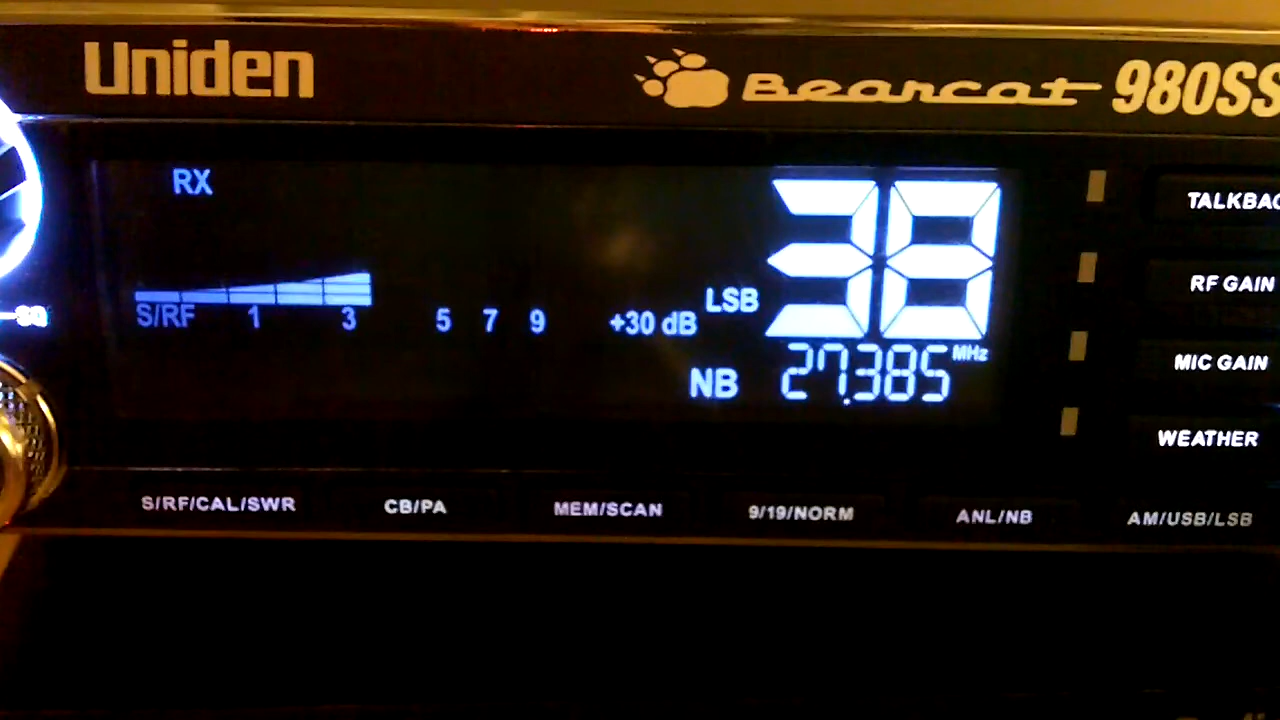 Uniden Bearcat 980SS
RX
38
LSB
S/RF 1 3 5 7 9 +30 dB
NB 27.385 MHz
TALKBAC
RF GAIN
MIC GAIN
WEATHER
SQ
S/RF/CAL/SWR CB/PA MEM/SCAN 9/19/NORM ANL/NB AM/USB/LSB